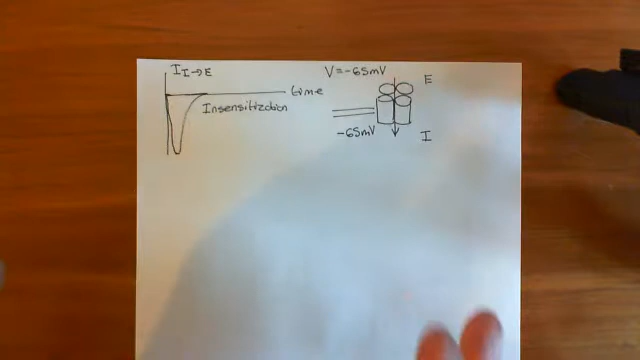 I I→E
time
Insensitization
V=-65mV
E
-65mV
I